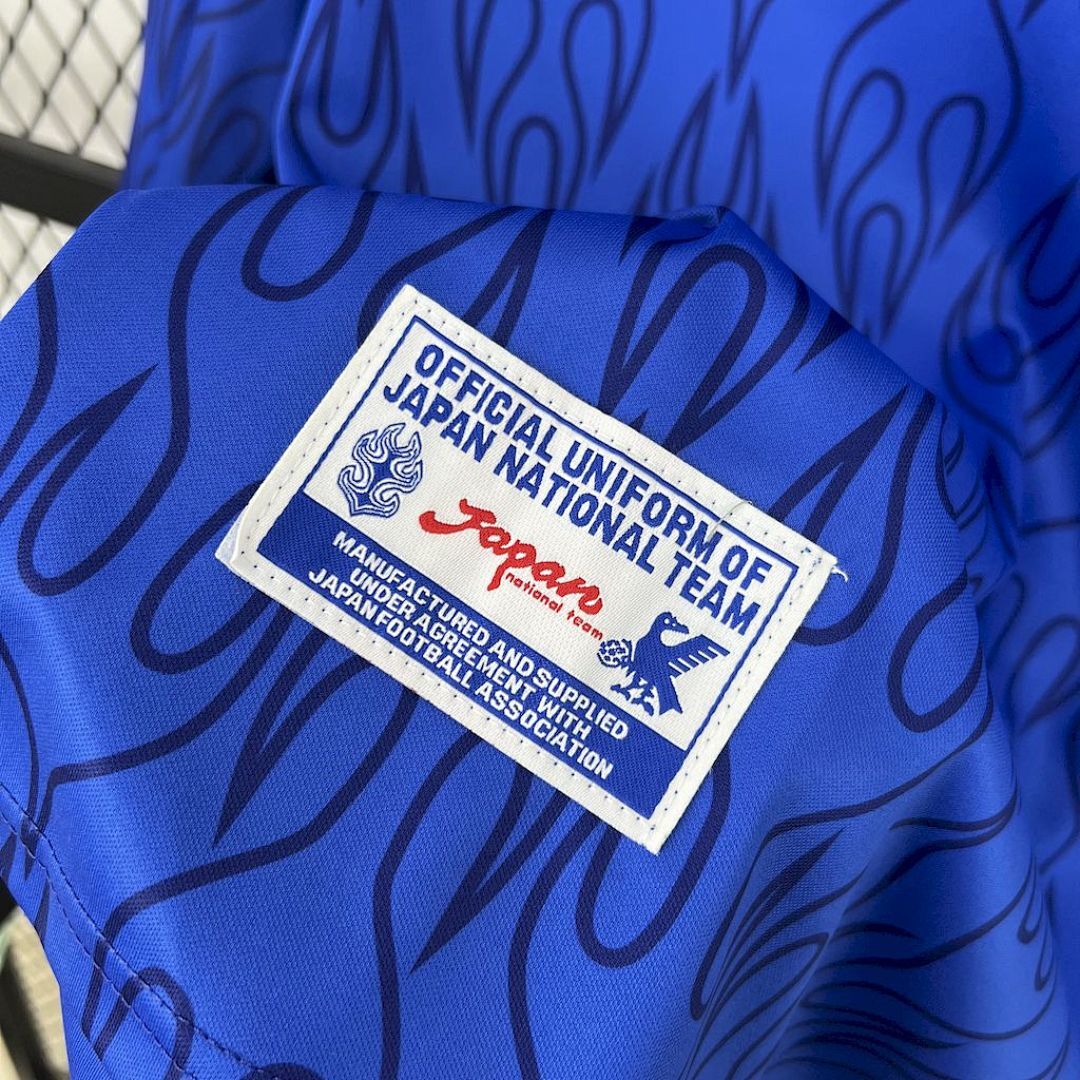 OFFICIAL UNIFORM OF
JAPAN NATIONAL TEAM
Japan
national team
MANUFACTURED AND SUPPLIED
UNDER AGREEMENT WITH
JAPAN FOOTBALL ASSOCIATION